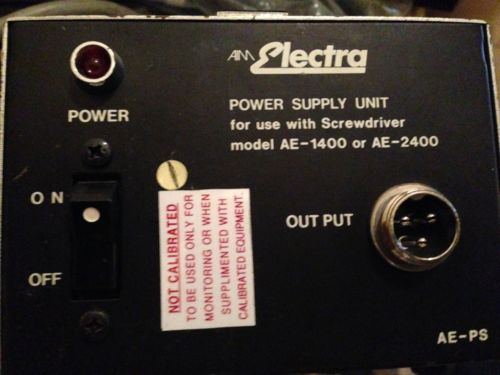 AIM Electra
POWER SUPPLY UNIT
for use with Screwdriver
model AE-1400 or AE-2400
POWER
ON
OFF
NOT CALIBRATED
TO BE USED ONLY FOR
MONITORING OR WHEN
SUPPLIMENTED WITH
CALIBRATED EQUIPMENT.
OUT PUT
AE-PS